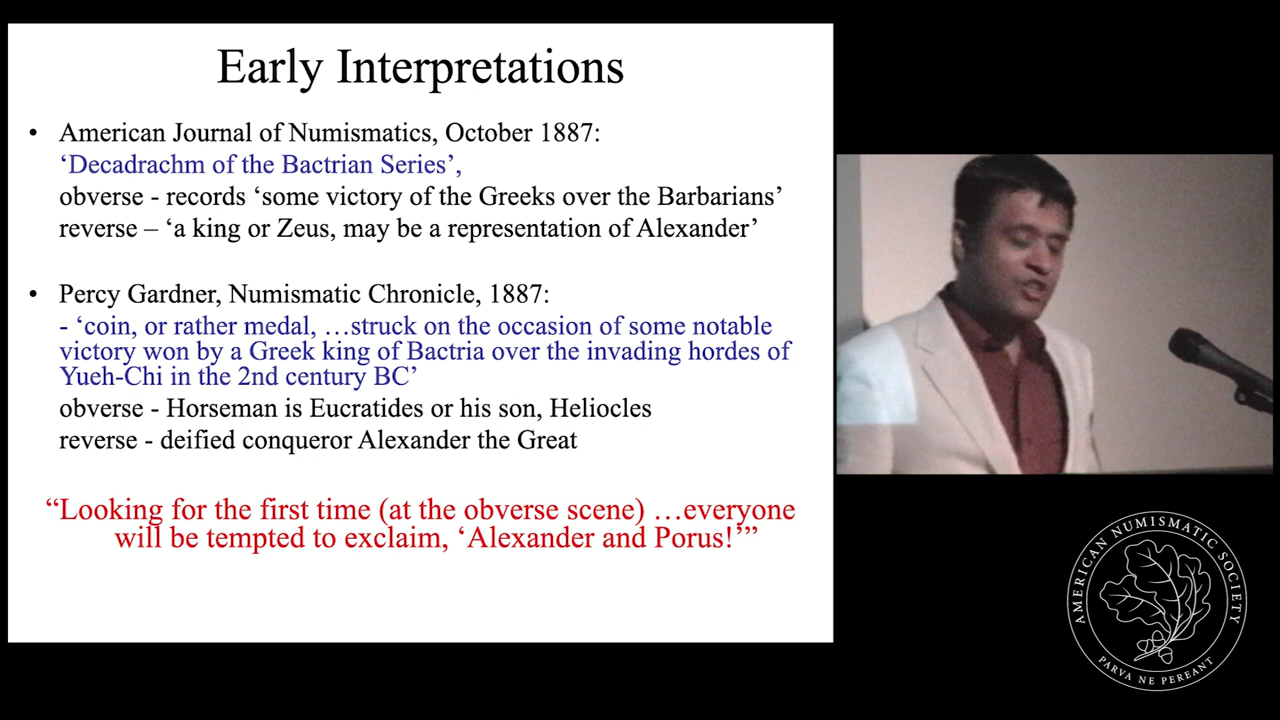 Early Interpretations
• American Journal of Numismatics, October 1887:
‘Decadrachm of the Bactrian Series’,
obverse - records ‘some victory of the Greeks over the Barbarians’
reverse – ‘a king or Zeus, may be a representation of Alexander’
• Percy Gardner, Numismatic Chronicle, 1887:
- ‘coin, or rather medal, …struck on the occasion of some notable
victory won by a Greek king of Bactria over the invading hordes of
Yueh-Chi in the 2nd century BC’
obverse - Horseman is Eucratides or his son, Heliocles
reverse - deified conqueror Alexander the Great
“Looking for the first time (at the obverse scene) …everyone
will be tempted to exclaim, ‘Alexander and Porus!’”
AMERICAN NUMISMATIC SOCIETY
PARVA NE PEREANT